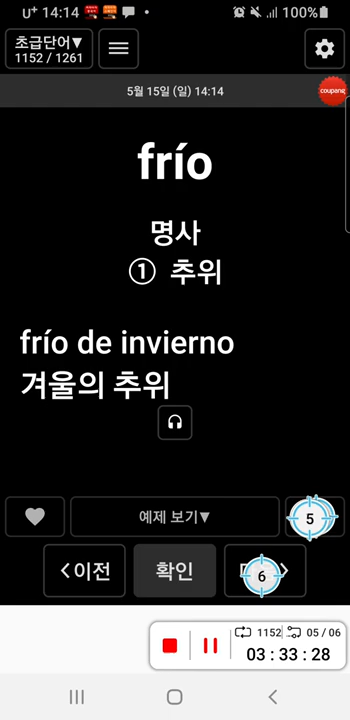 U+ 14:14 100%
초급단어▼
1152 / 1261
5월 15일 (일) 14:14
coupang
frío
명사
① 추위
frío de invierno
겨울의 추위
예제 보기▼
5
이전
확인
6
1152 05 / 06
03 : 33 : 28